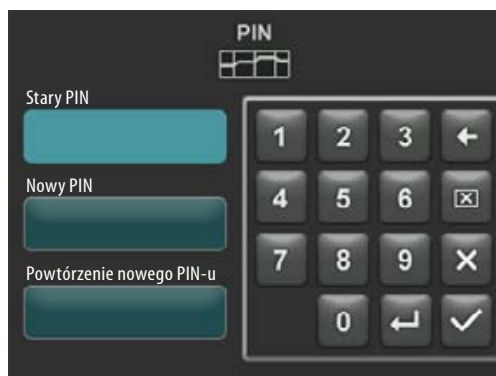 PIN
Stary PIN
Nowy PIN
Powtórzenie nowego PIN-u
1 2 3
4 5 6
7 8 9
0